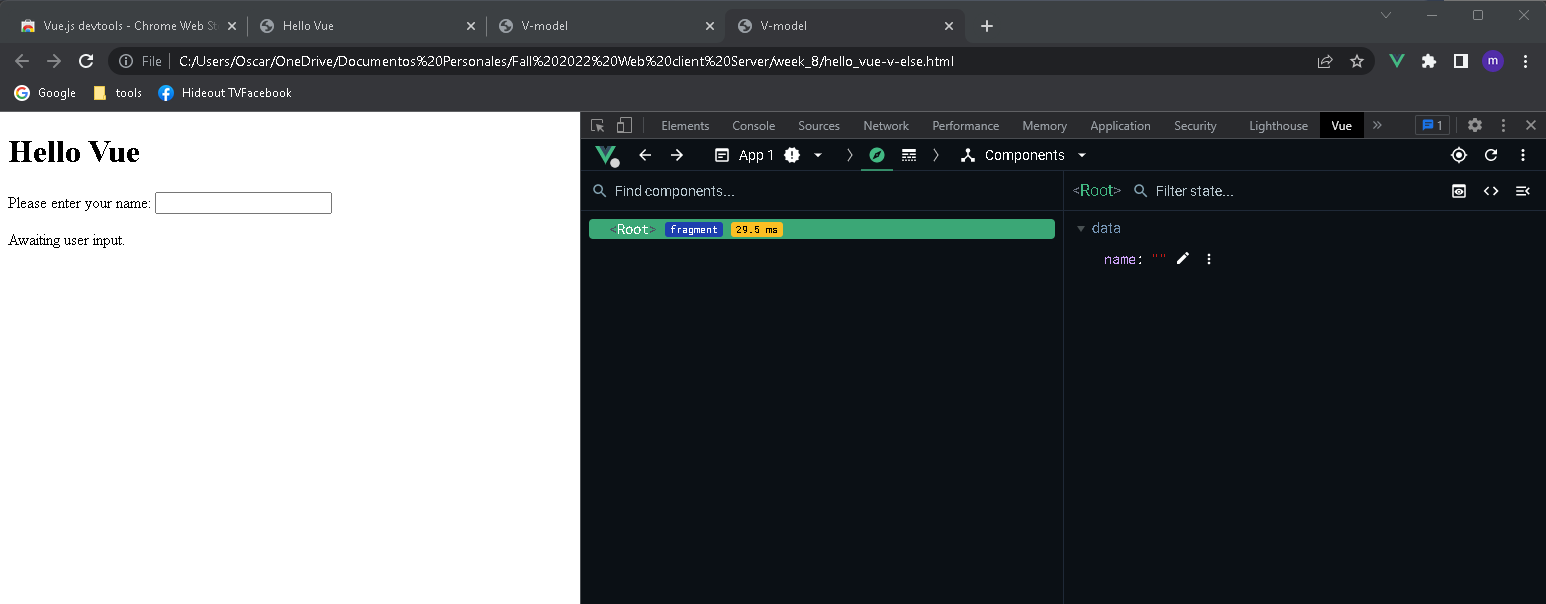 Vue.js devtools - Chrome Web St Hello Vue V-model V-model
File C:/Users/Oscar/OneDrive/Documentos%20Personales/Fall%202022%20Web%20client%20Server/week_8/hello_vue-v-else.html m
Google tools Hideout TVFacebook
Elements Console Sources Network Performance Memory Application Security Lighthouse Vue » 1
App 1 Components
Find components... <Root> Filter state...
<Root> fragment 29.5 ms
data
name: ""
Hello Vue
Please enter your name:
Awaiting user input.